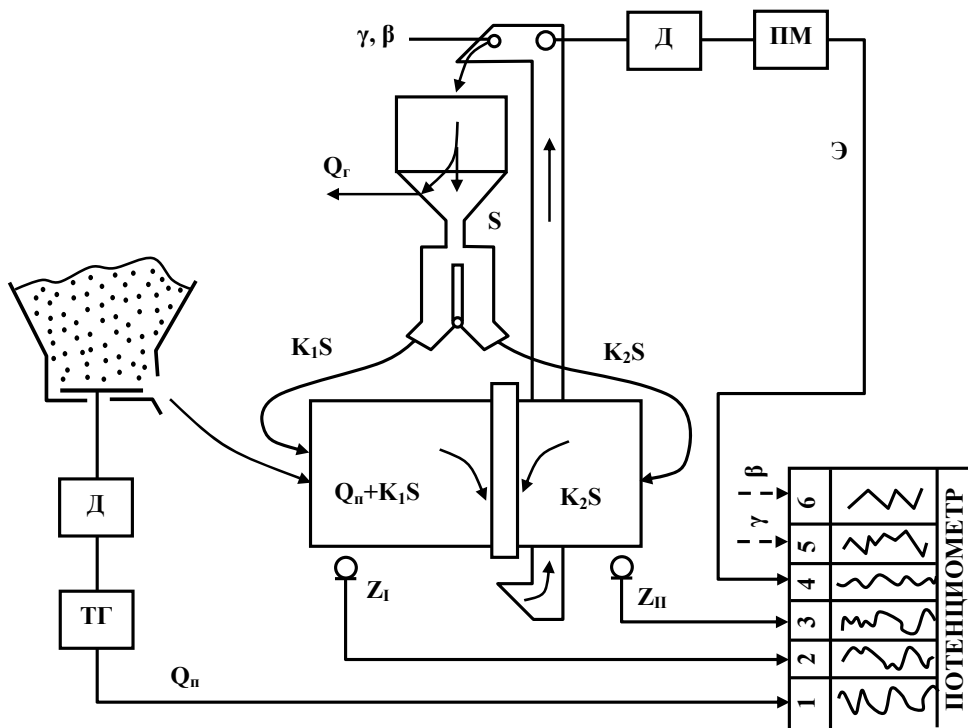 γ, β
Д
ПМ
Э
Qг
S
K1S
K2S
Qп+K1S
K2S
Д
ТГ
ZI
ZII
Qп
β
γ
6
5
4
3
2
1
ПОТЕНЦИОМЕТР